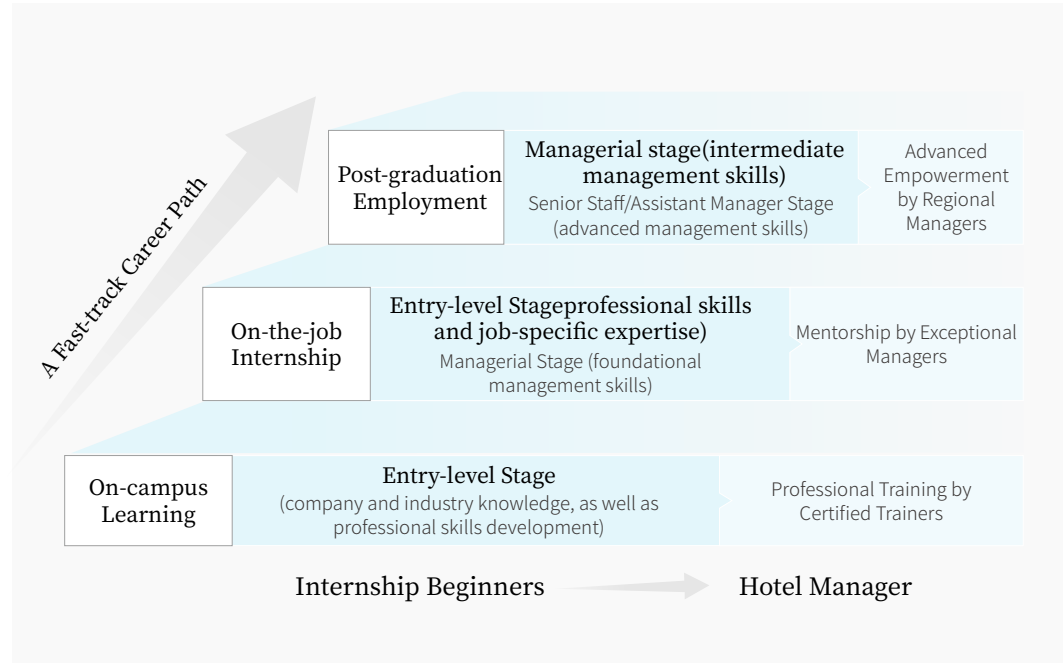 A Fast-track Career Path
Post-graduation
Employment
Managerial stage(intermediate
management skills)
Senior Staff/Assistant Manager Stage
(advanced management skills)
Advanced
Empowerment
by Regional
Managers
On-the-job
Internship
Entry-level Stageprofessional skills
and job-specific expertise)
Managerial Stage (foundational
management skills)
Mentorship by Exceptional
Managers
On-campus
Learning
Entry-level Stage
(company and industry knowledge, as well as
professional skills development)
Professional Training by
Certified Trainers
Internship Beginners
Hotel Manager